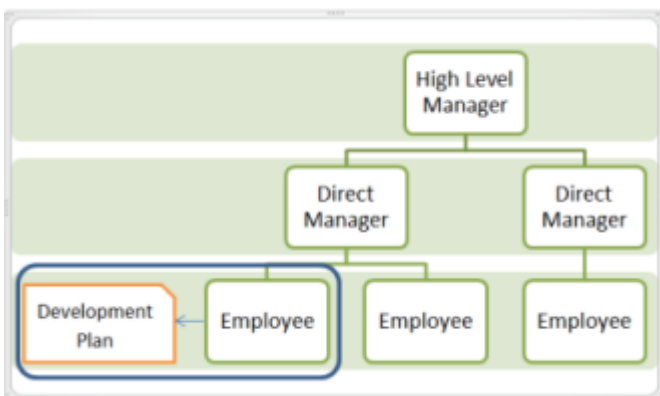 High Level
Manager
Direct
Manager
Direct
Manager
Development
Plan
Employee
Employee
Employee